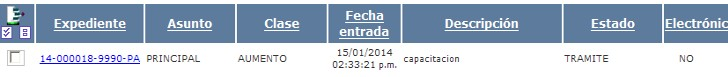 Expediente Asunto Clase Fecha entrada Descripción Estado Electrónic
14-000018-9990-PA PRINCIPAL AUMENTO 15/01/2014 02:33:21 p.m. capacitacion TRAMITE NO